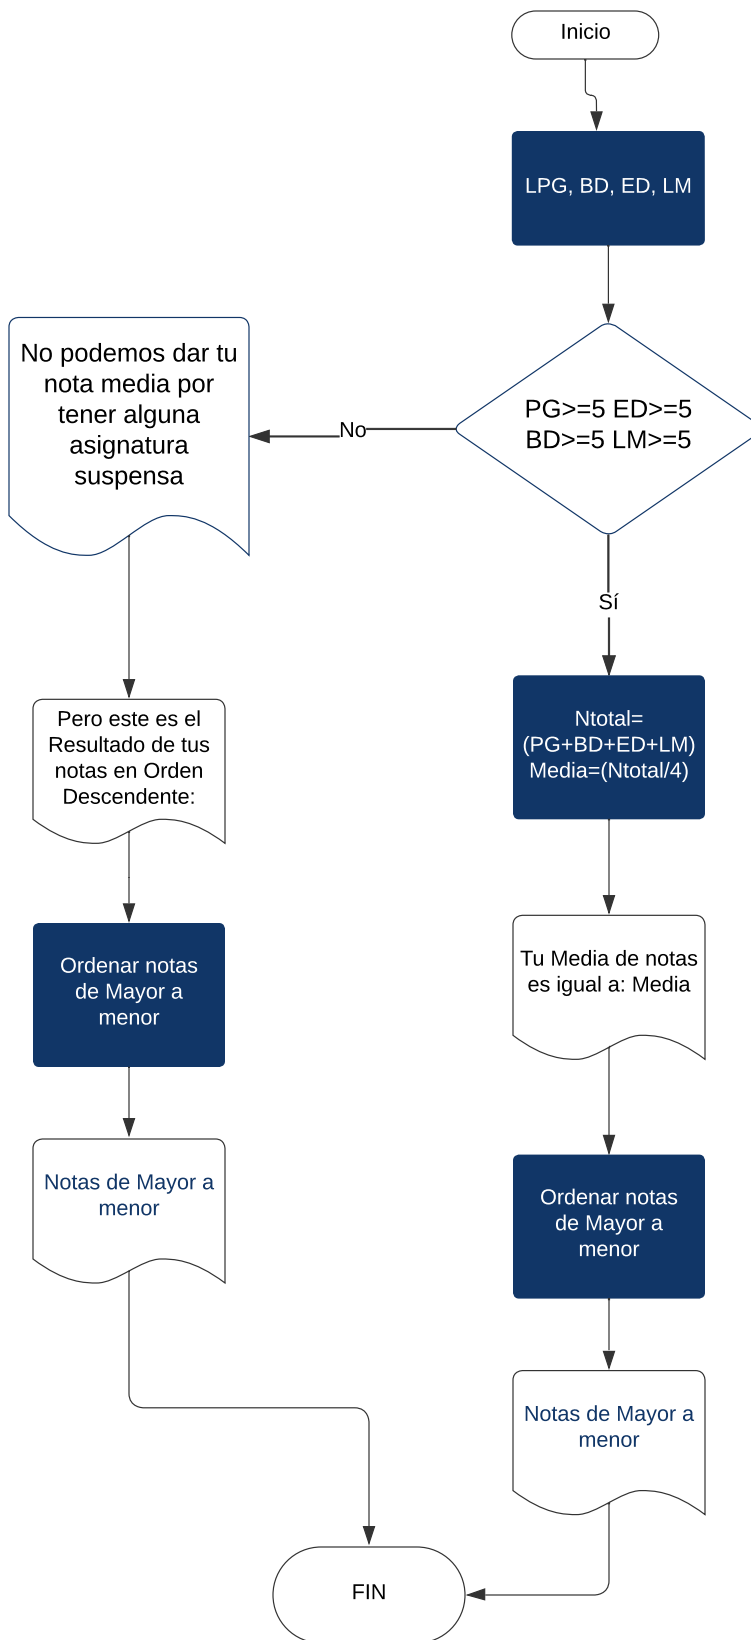 Inicio
LPG, BD, ED, LM
PG>=5 ED>=5
BD>=5 LM>=5
No
No podemos dar tu
nota media por
tener alguna
asignatura
suspensa
Sí
Pero este es el
Resultado de tus
notas en Orden
Descendente:
Ntotal=
(PG+BD+ED+LM)
Media=(Ntotal/4)
Ordenar notas
de Mayor a
menor
Tu Media de notas
es igual a: Media
Notas de Mayor a
menor
Ordenar notas
de Mayor a
menor
Notas de Mayor a
menor
FIN